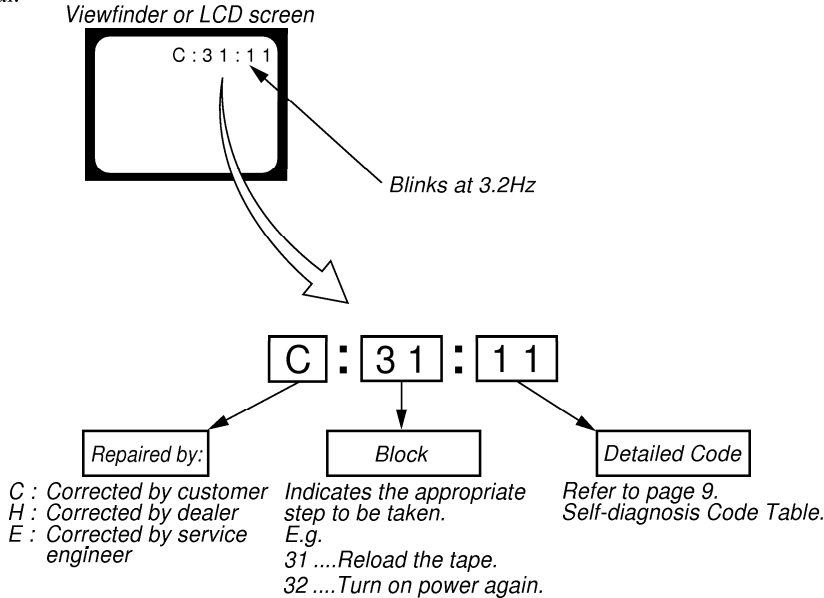 Viewfinder or LCD screen
C:31:11
Blinks at 3.2Hz
C : 31 : 11
Repaired by:
C : Corrected by customer
H : Corrected by dealer
E : Corrected by service
engineer
Block
Indicates the appropriate
step to be taken.
E.g.
31 ....Reload the tape.
32 ....Turn on power again.
Detailed Code
Refer to page 9.
Self-diagnosis Code Table.